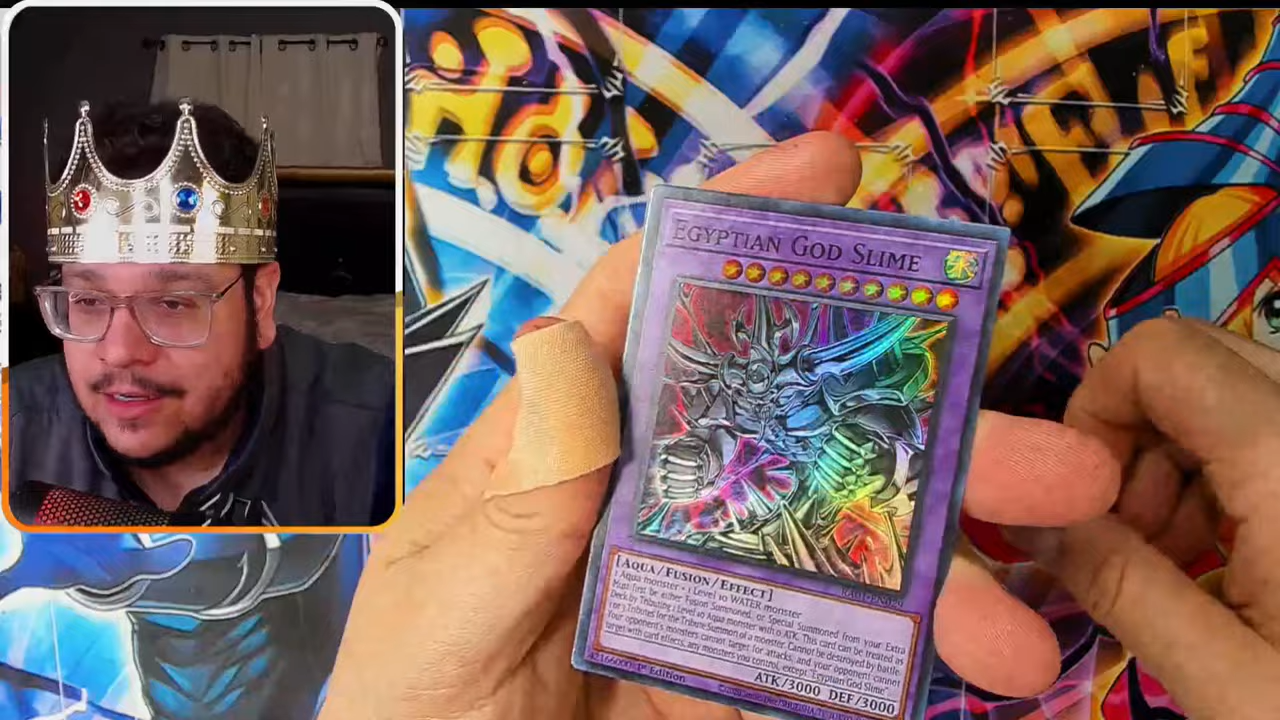 EGYPTIAN GOD SLIME
[AQUA/FUSION/EFFECT]
1 Aqua monster + 1 Level 10 WATER monster
Must first be either Fusion Summoned, or Special Summoned from your Extra
Deck by Tributing 1 Level 10 Aqua monster with 0 ATK. This card can be treated as
3 Tributes for the Tribute Summon of a monster. Cannot be destroyed by battle.
Your opponent's monsters cannot target for attacks, and your opponent cannot
target with card effects, any monsters you control, except "Egyptian God Slime".
ATK/3000 DEF/3000
1st Edition